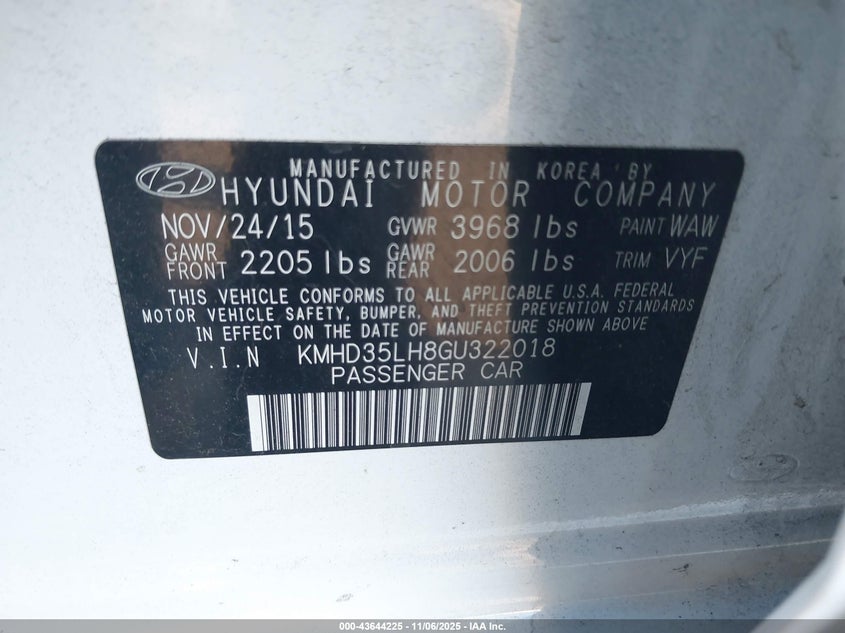 MANUFACTURED IN KOREA BY
HYUNDAI MOTOR COMPANY
NOV/24/15 GVWR 3968 lbs PAINT WAW
GAWR FRONT 2205 lbs GAWR REAR 2006 lbs TRIM VYF
THIS VEHICLE CONFORMS TO ALL APPLICABLE U.S.A. FEDERAL
MOTOR VEHICLE SAFETY, BUMPER, AND THEFT PREVENTION STANDARDS
IN EFFECT ON THE DATE OF MANUFACTURE SHOWN ABOVE
V.I.N KMHD35LH8GU322018
PASSENGER CAR
000-43644225 - 11/06/2025 - IAA Inc.